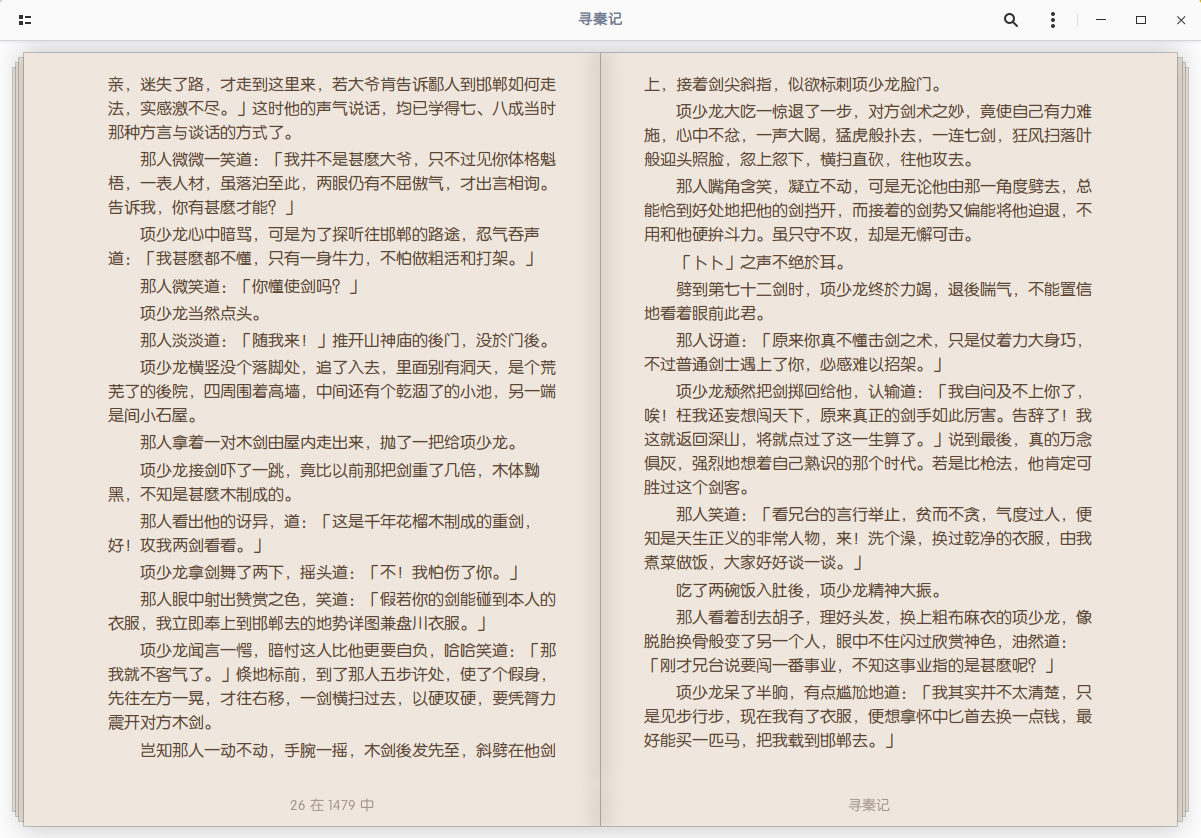 寻秦记
亲，迷失了路，才走到这里来，若大爷肯告诉鄙人到邯郸如何走
法，实感激不尽。」这时他的声气说话，均已学得七、八成当时
那种方言与谈话的方式了。
那人微微一笑道：「我并不是甚麽大爷，只不过见你体格魁
梧，一表人材，虽落泊至此，两眼仍有不屈傲气，才出言相询。
告诉我，你有甚麽才能？」
项少龙心中暗骂，可是为了探听往邯郸的路途，忍气吞声
道：「我甚麽都不懂，只有一身牛力，不怕做粗活和打架。」
那人微笑道：「你懂使剑吗？」
项少龙当然点头。
那人淡淡道：「随我来！」推开山神庙的後门，没於门後。
项少龙横竖没个落脚处，追了入去，里面别有洞天，是个荒
芜了的後院，四周围着高墙，中间还有个乾涸了的小池，另一端
是间小石屋。
那人拿着一对木剑由屋内走出来，抛了一把给项少龙。
项少龙接剑吓了一跳，竟比以前那把剑重了几倍，木体黝
黑，不知是甚麽木制成的。
那人看出他的讶异，道：「这是千年花榴木制成的重剑，
好！攻我两剑看看。」
项少龙拿剑舞了两下，摇头道：「不！我怕伤了你。」
那人眼中射出赞赏之色，笑道：「假若你的剑能碰到本人的
衣服，我立即奉上到邯郸去的地势详图兼盘川衣服。」
项少龙闻言一愕，暗忖这人比他更要自负，哈哈笑道：「那
我就不客气了。」倏地标前，到了那人五步许处，使了个假身，
先往左方一晃，才往右移，一剑横扫过去，以硬攻硬，要凭膂力
震开对方木剑。
岂知那人一动不动，手腕一摇，木剑後发先至，斜劈在他剑
26 在 1479 中
上，接着剑尖斜指，似欲标刺项少龙脸门。
项少龙大吃一惊退了一步，对方剑术之妙，竟使自己有力难
施，心中不忿，一声大喝，猛虎般扑去，一连七剑，狂风扫落叶
般迎头照脸，忽上忽下，横扫直砍，往他攻去。
那人嘴角含笑，凝立不动，可是无论他由那一角度劈去，总
能恰到好处地把他的剑挡开，而接着的剑势又偏能将他迫退，不
用和他硬拚斗力。虽只守不攻，却是无懈可击。
「卜卜」之声不绝於耳。
劈到第七十二剑时，项少龙终於力竭，退後喘气，不能置信
地看着眼前此君。
那人讶道：「原来你真不懂击剑之术，只是仗着力大身巧，
不过普通剑士遇上了你，必感难以招架。」
项少龙颓然把剑掷回给他，认输道：「我自问及不上你了，
唉！枉我还妄想闯天下，原来真正的剑手如此厉害。告辞了！我
这就返回深山，将就点过了这一生算了。」说到最後，真的万念
俱灰，强烈地想着自己熟识的那个时代。若是比枪法，他肯定可
胜过这个剑客。
那人笑道：「看兄台的言行举止，贫而不贪，气度过人，便
知是天生正义的非常人物，来！洗个澡，换过乾净的衣服，由我
煮菜做饭，大家好好谈一谈。」
吃了两碗饭入肚後，项少龙精神大振。
那人看着刮去胡子，理好头发，换上粗布麻衣的项少龙，像
脱胎换骨般变了另一个人，眼中不住闪过欣赏神色，油然道：
「刚才兄台说要闯一番事业，不知这事业指的是甚麽呢？」
项少龙呆了半晌，有点尴尬地道：「我其实并不太清楚，只
是见步行步，现在我有了衣服，便想拿怀中匕首去换一点钱，最
好能买一匹马，把我载到邯郸去。」
寻秦记